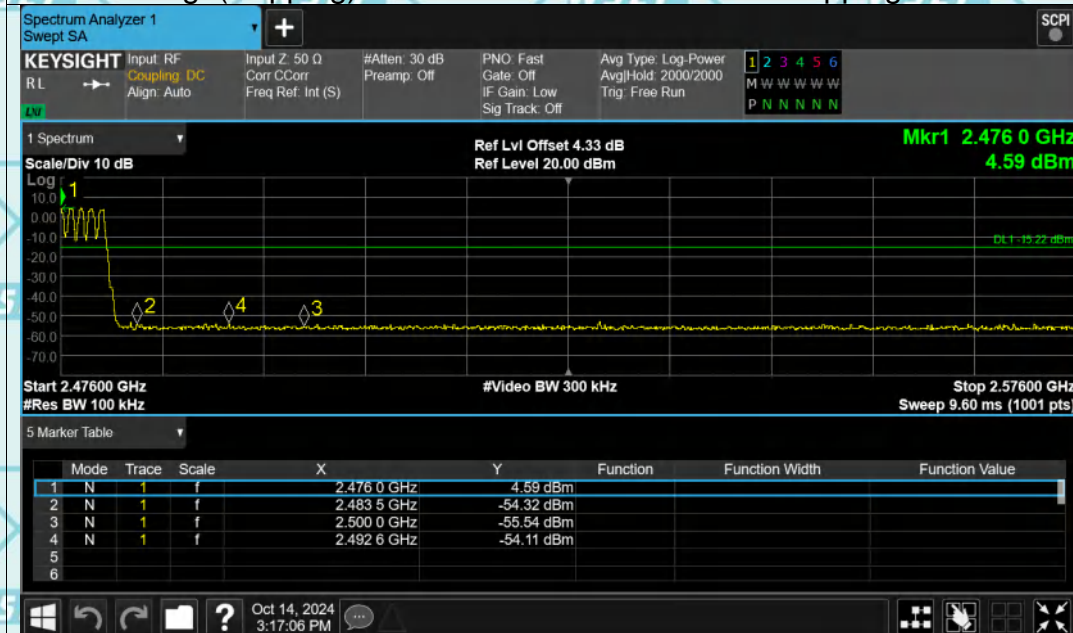 Spectrum Analyzer 1
Swept SA
+
SCPI
KEYSIGHT
RL
LXI
Input: RF
Coupling: DC
Align: Auto
Input Z: 50 Ω
Corr CCorr
Freq Ref: Int (S)
#Atten: 30 dB
Preamp: Off
PNO: Fast
Gate: Off
IF Gain: Low
Sig Track: Off
Avg Type: Log-Power
Avg|Hold: 2000/2000
Trig: Free Run
1 2 3 4 5 6
M W W W W W
P N N N N N
1 Spectrum
Scale/Div 10 dB
Ref Lvl Offset 4.33 dB
Ref Level 20.00 dBm
Mkr1 2.476 0 GHz
4.59 dBm
Log
1
10.0
0.00
-10.0
DL1 -15.22 dBm
-20.0
-30.0
-40.0
2 4 3
-50.0
-60.0
-70.0
Start 2.47600 GHz #Video BW 300 kHz Stop 2.57600 GHz
#Res BW 100 kHz Sweep 9.60 ms (1001 pts)
5 Marker Table
Mode Trace Scale X Y Function Function Width Function Value
1 N 1 f 2.476 0 GHz 4.59 dBm
2 N 1 f 2.483 5 GHz -54.32 dBm
3 N 1 f 2.500 0 GHz -55.54 dBm
4 N 1 f 2.492 6 GHz -54.11 dBm
5
6
?
Oct 14, 2024
3:17:06 PM